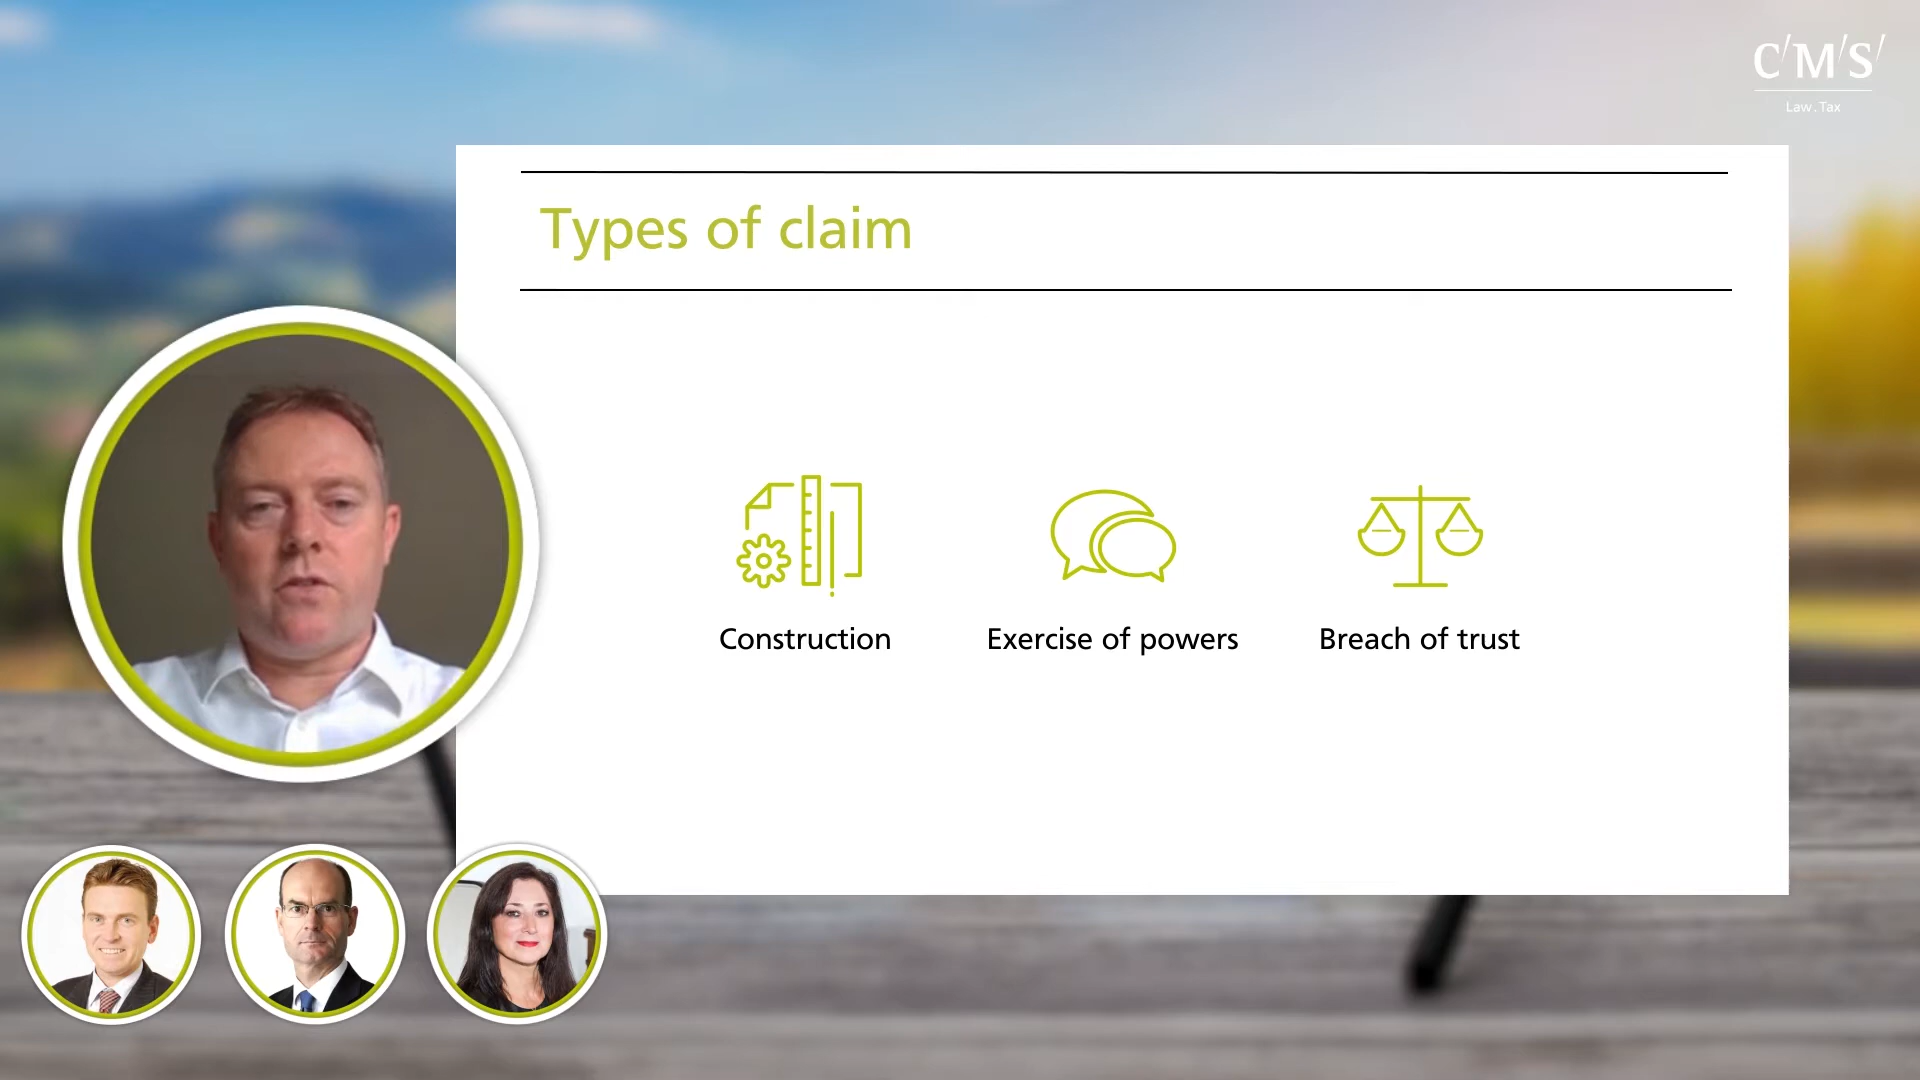 C'M'S'
Law.Tax
Types of claim
Construction
Exercise of powers
Breach of trust